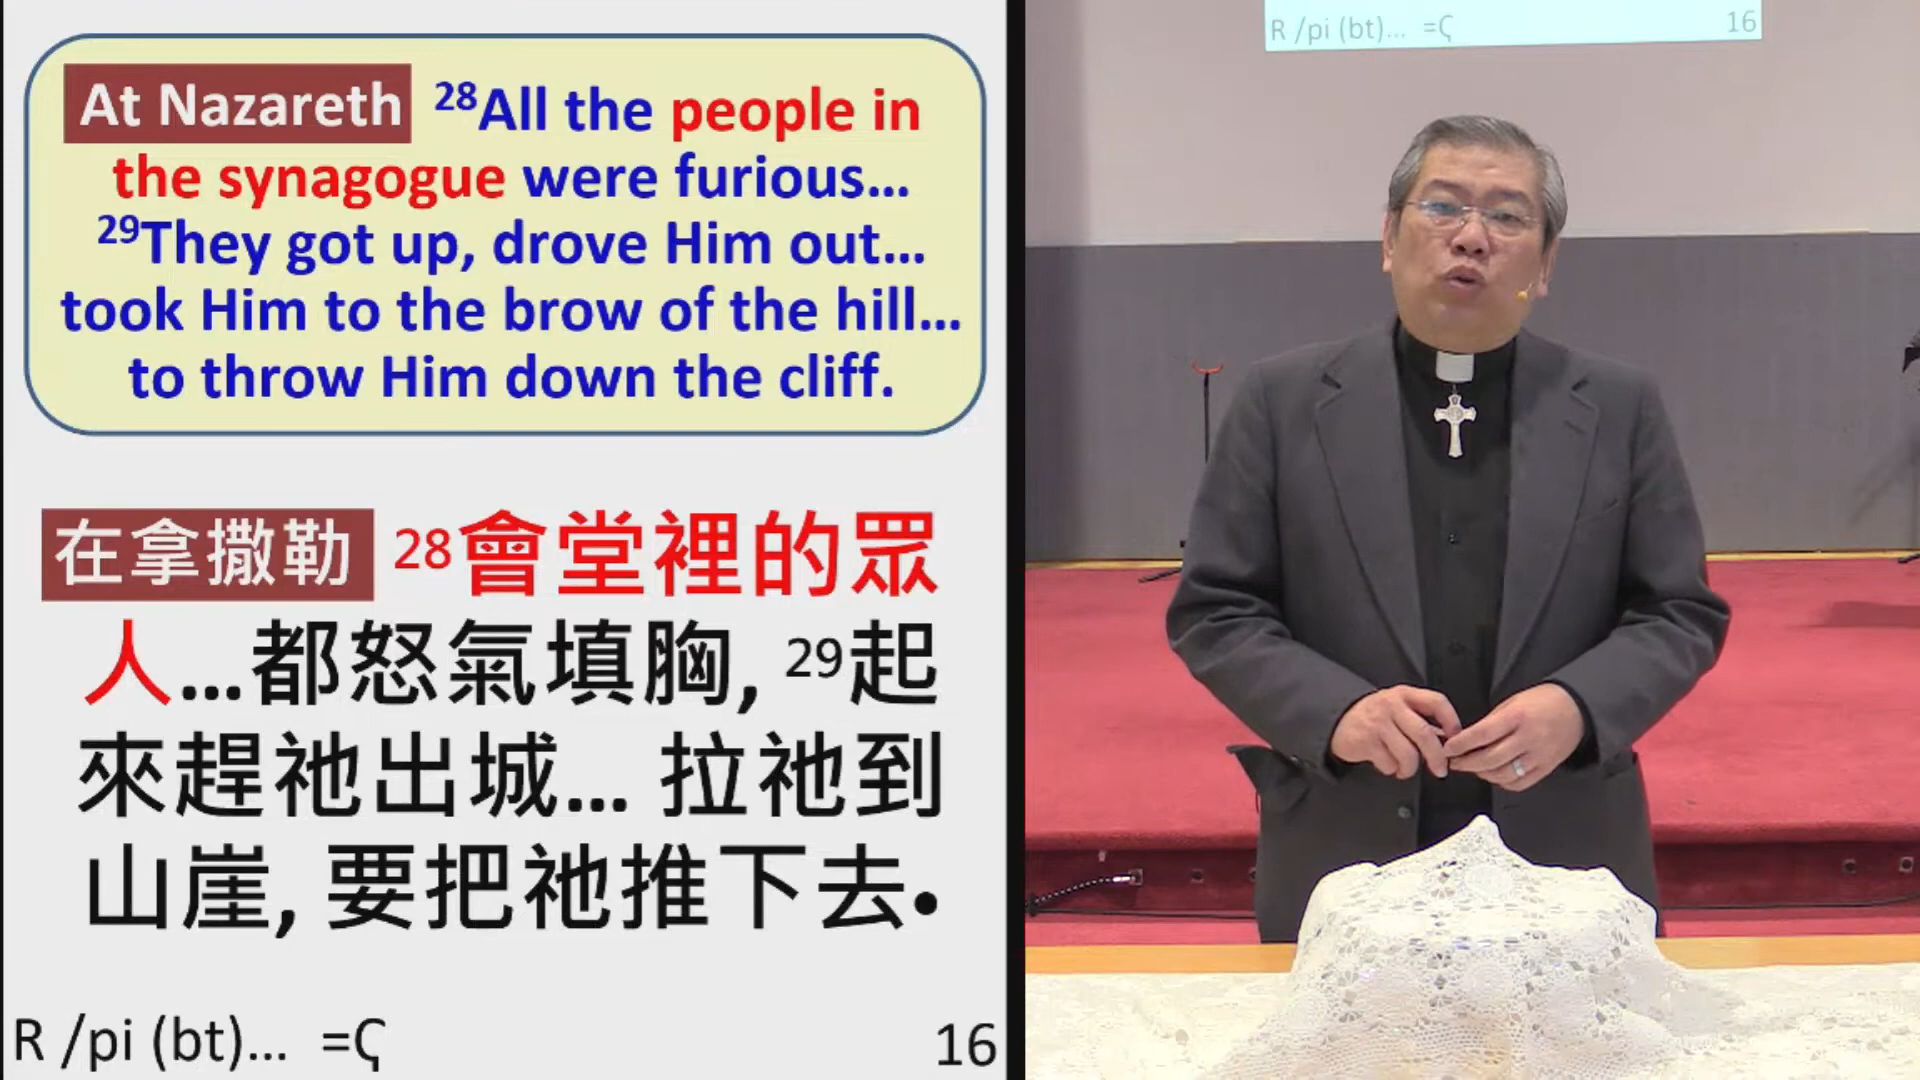 At Nazareth 28All the people in
the synagogue were furious...
29They got up, drove Him out...
took Him to the brow of the hill...
to throw Him down the cliff.
在拿撒勒 28會堂裡的眾
人...都怒氣填胸, 29起
來趕祂出城... 拉祂到
山崖, 要把祂推下去•
R /pi (bt)... =Ϛ 16
R /pi (bt)... =Ϛ 16